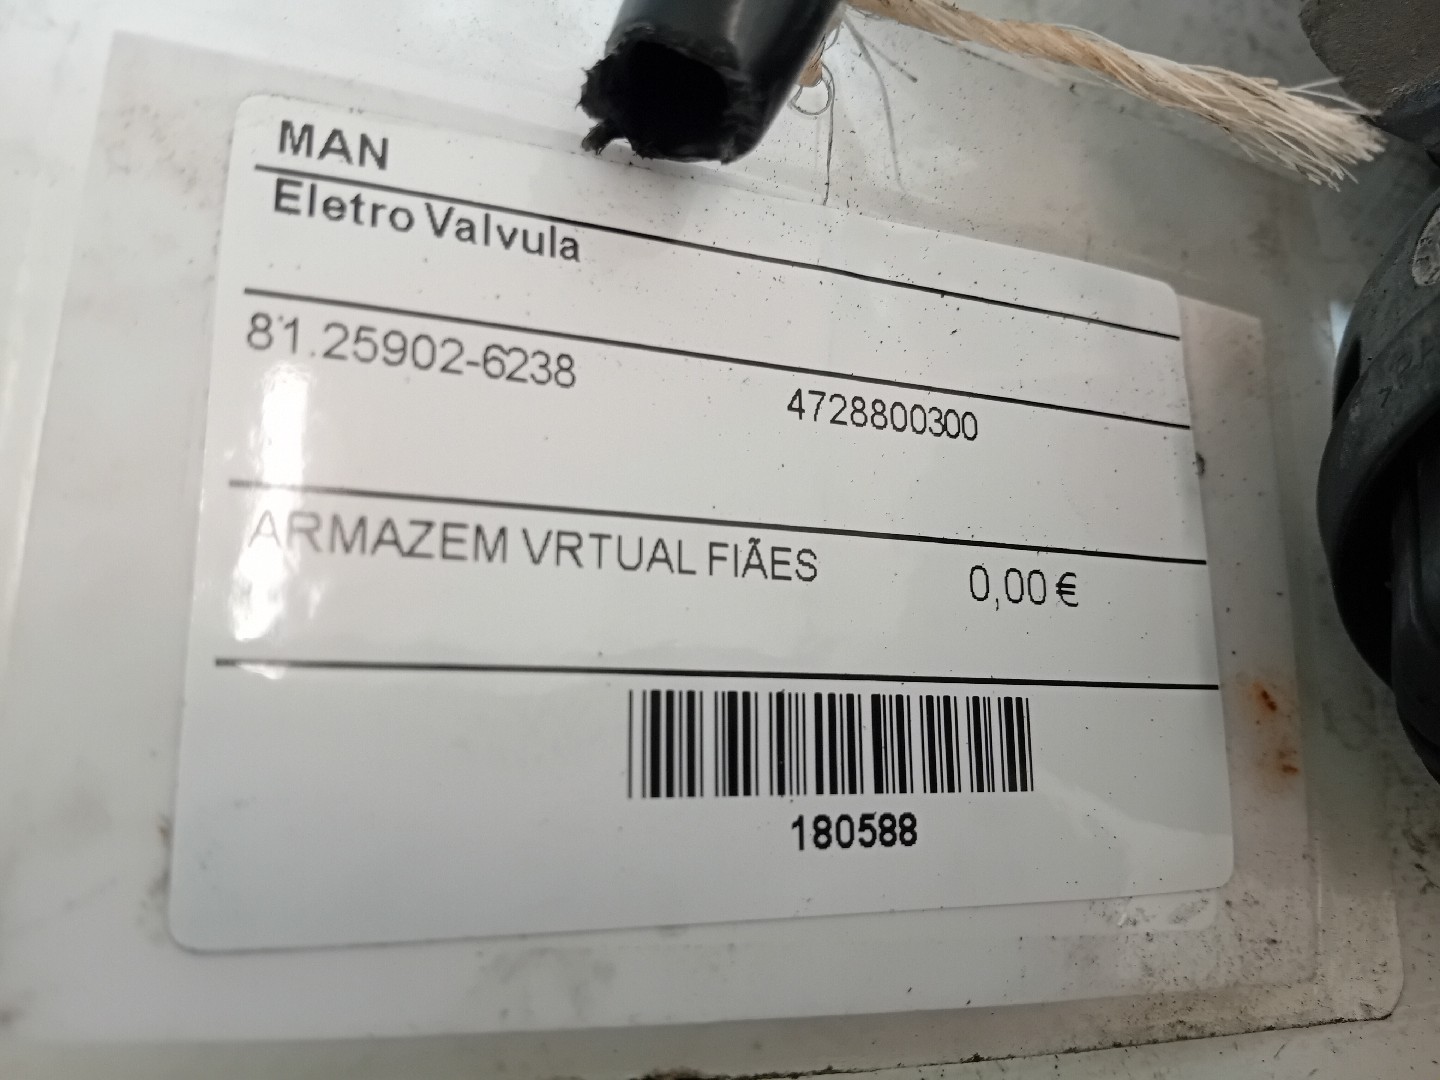 MAN
Eletro Valvula
81.25902-6238
4728800300
ARMAZEM VRTUAL FIÃES
0,00 €
180588